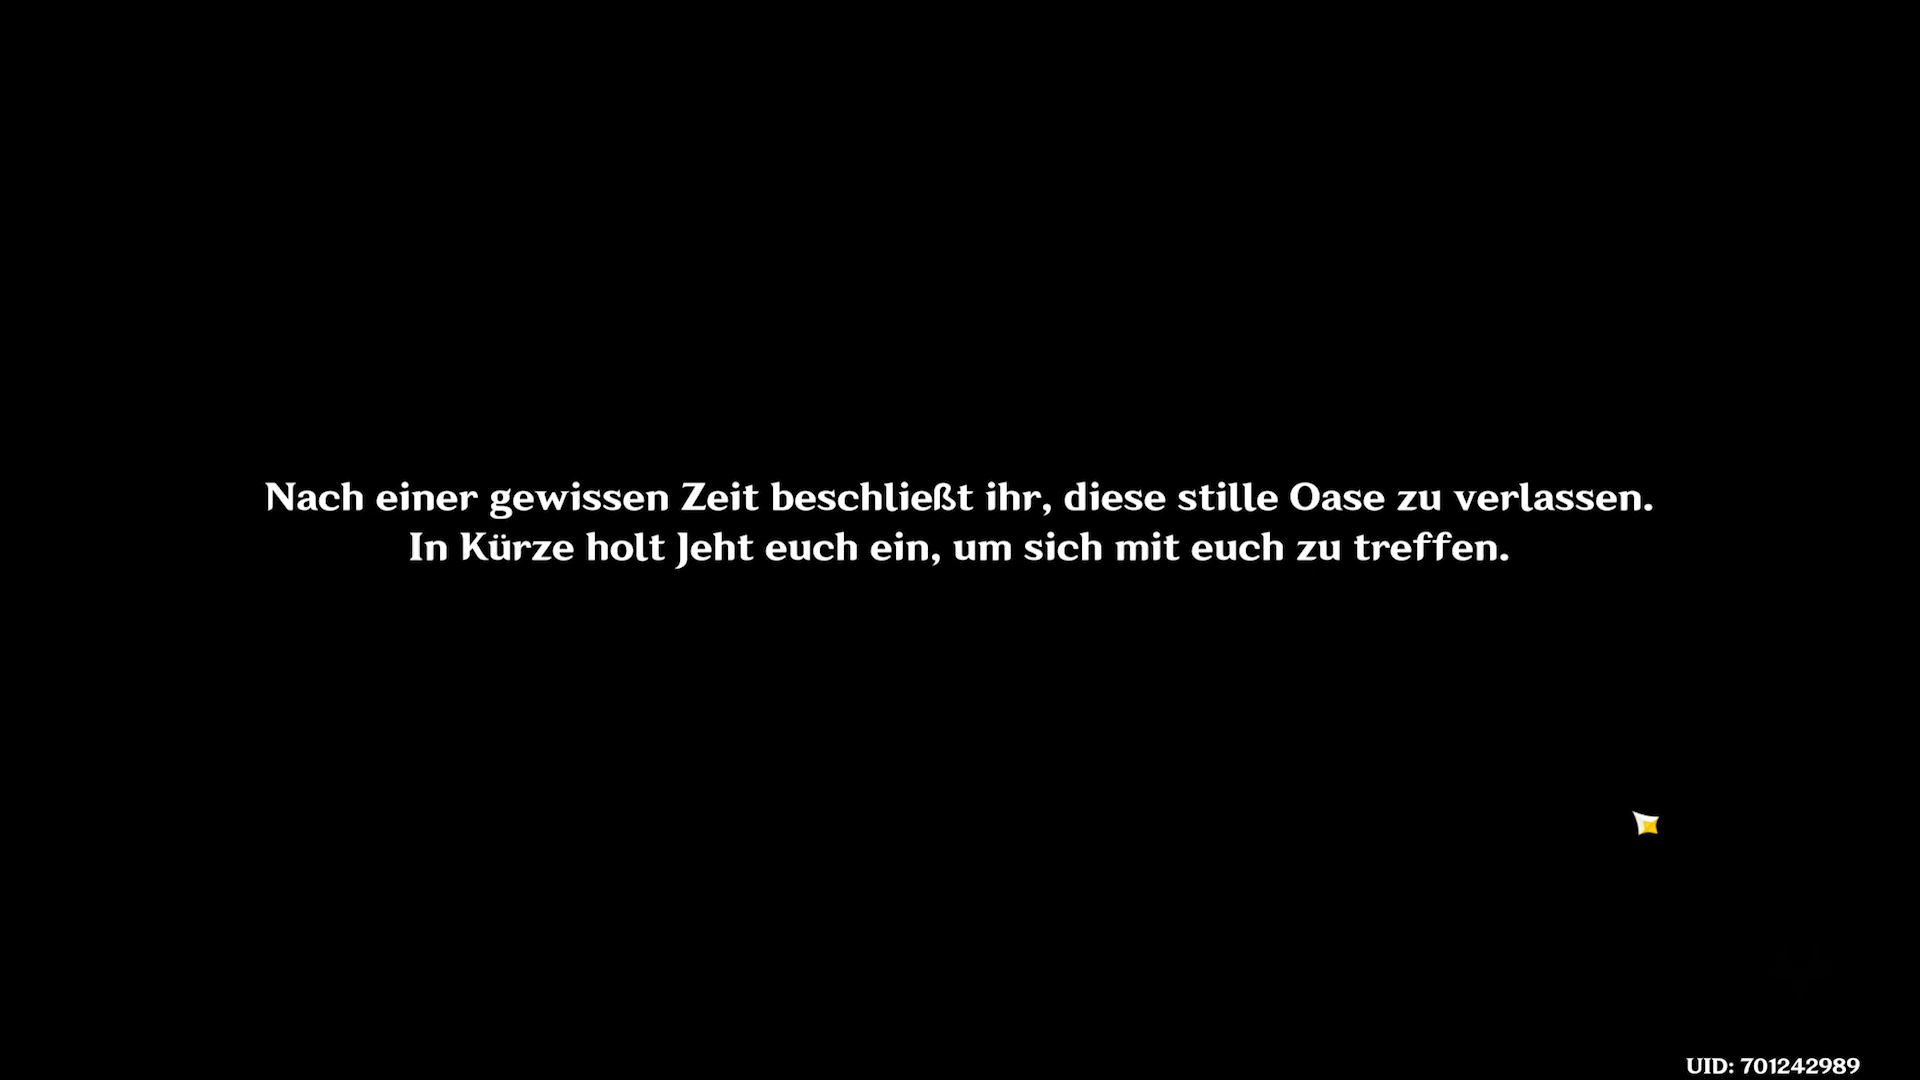 Nach einer gewissen Zeit beschließt ihr, diese stille Oase zu verlassen.
In Kürze holt Jeht euch ein, um sich mit euch zu treffen.
UID: 701242989